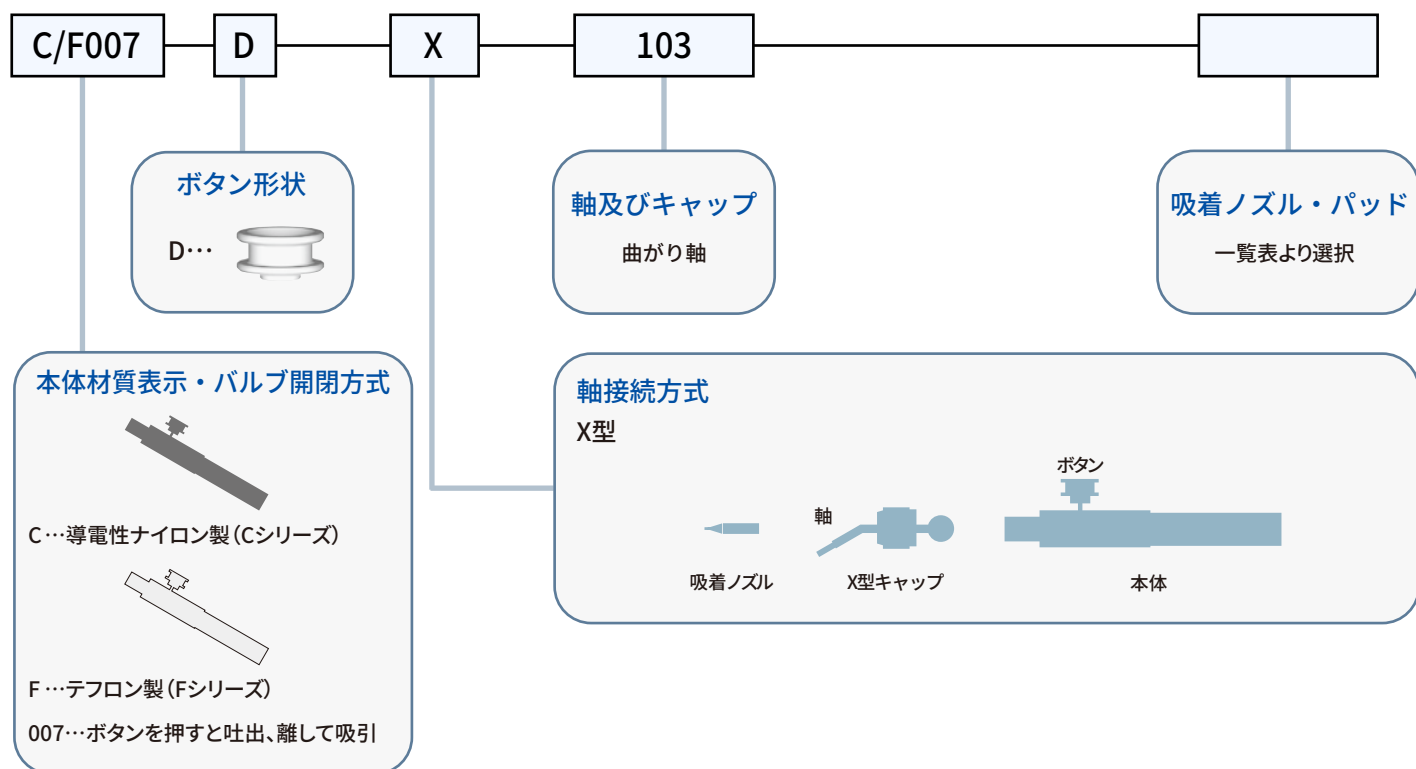 C/F007
D
X
103
ボタン形状
D…
軸及びキャップ
曲がり軸
吸着ノズル・パッド
一覧表より選択
本体材質表示・バルブ開閉方式
C…導電性ナイロン製(Cシリーズ)
F…テフロン製(Fシリーズ)
007…ボタンを押すと吐出、離して吸引
軸接続方式
X型
ボタン
軸
吸着ノズル
X型キャップ
本体